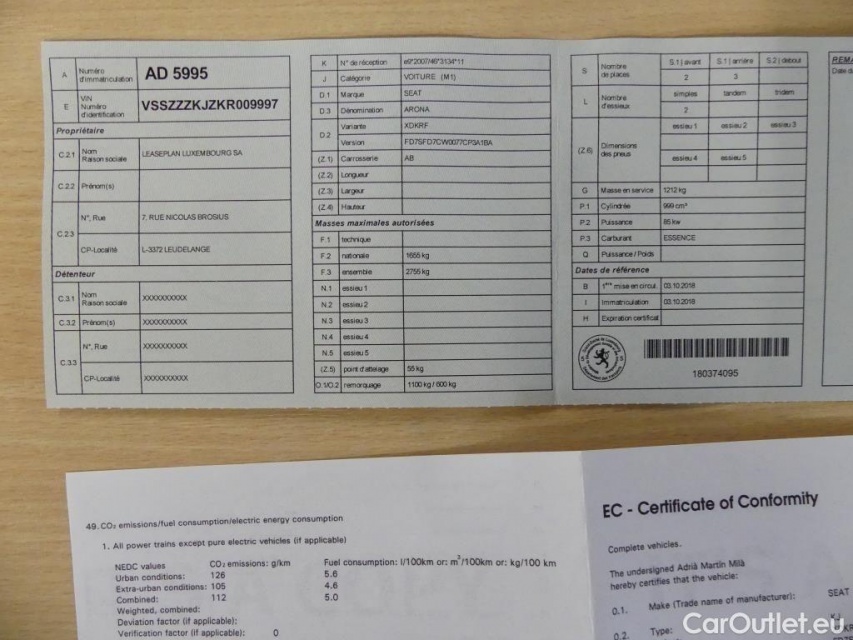 A Numéro d'immatriculation AD 5995
E VIN Numéro d'identification VSSZZZKJZKR009997
Propriétaire
C.2.1 Nom Raison sociale LEASEPLAN LUXEMBOURG SA
C.2.2 Prénom(s)
C.2.3 N°, Rue 7, RUE NICOLAS BROSIUS
CP-Localité L-3372 LEUDELANGE
Détenteur
C.3.1 Nom Raison sociale XXXXXXXXXX
C.3.2 Prénom(s) XXXXXXXXXX
C.3.3 N°, Rue XXXXXXXXXX
CP-Localité XXXXXXXXXX
K N° de réception e9*2007/46*3134*11
J Catégorie VOITURE (M1)
D.1 Marque SEAT
D.3 Dénomination ARONA
D.2 Variante XDKRF
Version FD7SFD7CW0077CP3A1BA
(Z.1) Carrosserie AB
(Z.2) Longueur
(Z.3) Largeur
(Z.4) Hauteur
Masses maximales autorisées
F.1 technique
F.2 nationale 1655 kg
F.3 ensemble 2755 kg
N.1 essieu 1
N.2 essieu 2
N.3 essieu 3
N.4 essieu 4
N.5 essieu 5
(Z.5) point d'attelage 55 kg
O.1/O.2 remorquage 1100 kg / 600 kg
S Nombre de places S.1 | avant S.1 | arrière S.2 | debout
2 3
L Nombre d'essieux simples tandem tridem
2
(Z.6) Dimensions des pneus essieu 1 essieu 2 essieu 3
essieu 4 essieu 5
G Masse en service 1212 kg
P.1 Cylindrée 999 cm³
P.2 Puissance 85 kw
P.3 Carburant ESSENCE
Q Puissance / Poids
Dates de référence
B 1ère mise en circul. 03.10.2018
I Immatriculation 03.10.2018
H Expiration certificat
180374095
REMA
Date d
49. CO₂ emissions/fuel consumption/electric energy consumption
1. All power trains except pure electric vehicles (if applicable)
NEDC values CO₂ emissions: g/km Fuel consumption: l/100km or: m³/100km or: kg/100 km
Urban conditions: 126 5.6
Extra-urban conditions: 105 4.6
Combined: 112 5.0
Weighted, combined:
Deviation factor (if applicable):
Verification factor (if applicable): 0
EC - Certificate of Conformity
Complete vehicles.
The undersigned Adrià Martín Milà
hereby certifies that the vehicle:
0.1. Make (Trade name of manufacturer): SEAT
0.2. Type: KJ
CarOutlet.eu